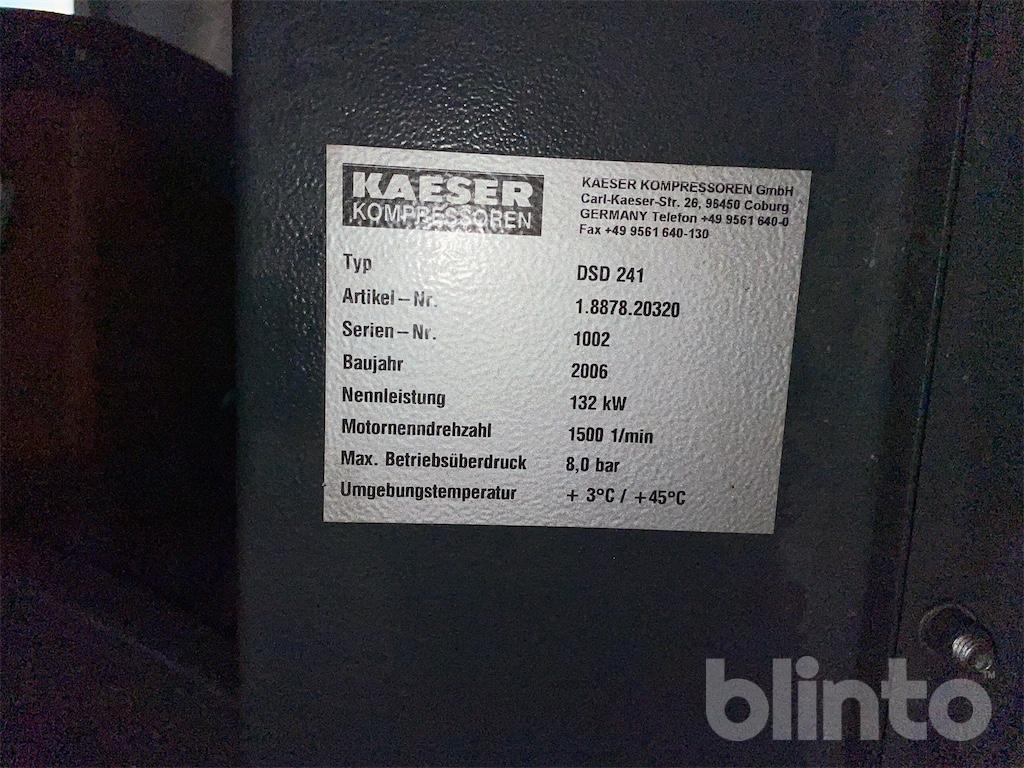 KAESER
KOMPRESSOREN
KAESER KOMPRESSOREN GmbH
Carl-Kaeser-Str. 26, 96450 Coburg
GERMANY Telefon +49 9561 640-0
Fax +49 9561 640-130
Typ DSD 241
Artikel-Nr. 1.8878.20320
Serien-Nr. 1002
Baujahr 2006
Nennleistung 132 kW
Motornenndrehzahl 1500 1/min
Max. Betriebsüberdruck 8,0 bar
Umgebungstemperatur + 3°C / +45°C
blinto™